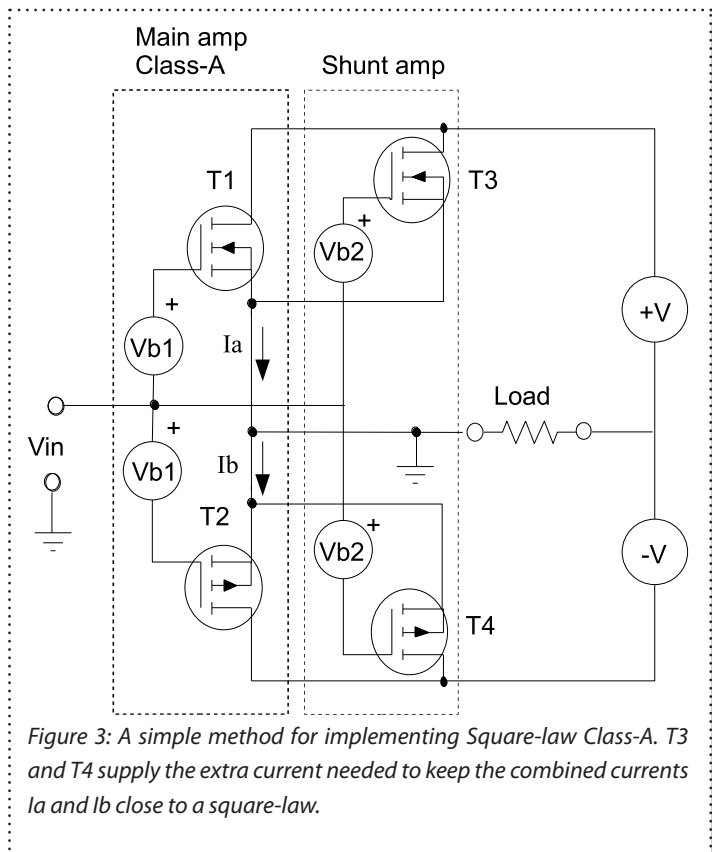 Main amp
Class-A
Shunt amp
T1
T3
+
Vb2
+
Vb1
+V
Ia
Load
+
Vin
Vb1
Ib
T2
+
Vb2
-V
T4
Figure 3: A simple method for implementing Square-law Class-A. T3
and T4 supply the extra current needed to keep the combined currents
Ia and Ib close to a square-law.